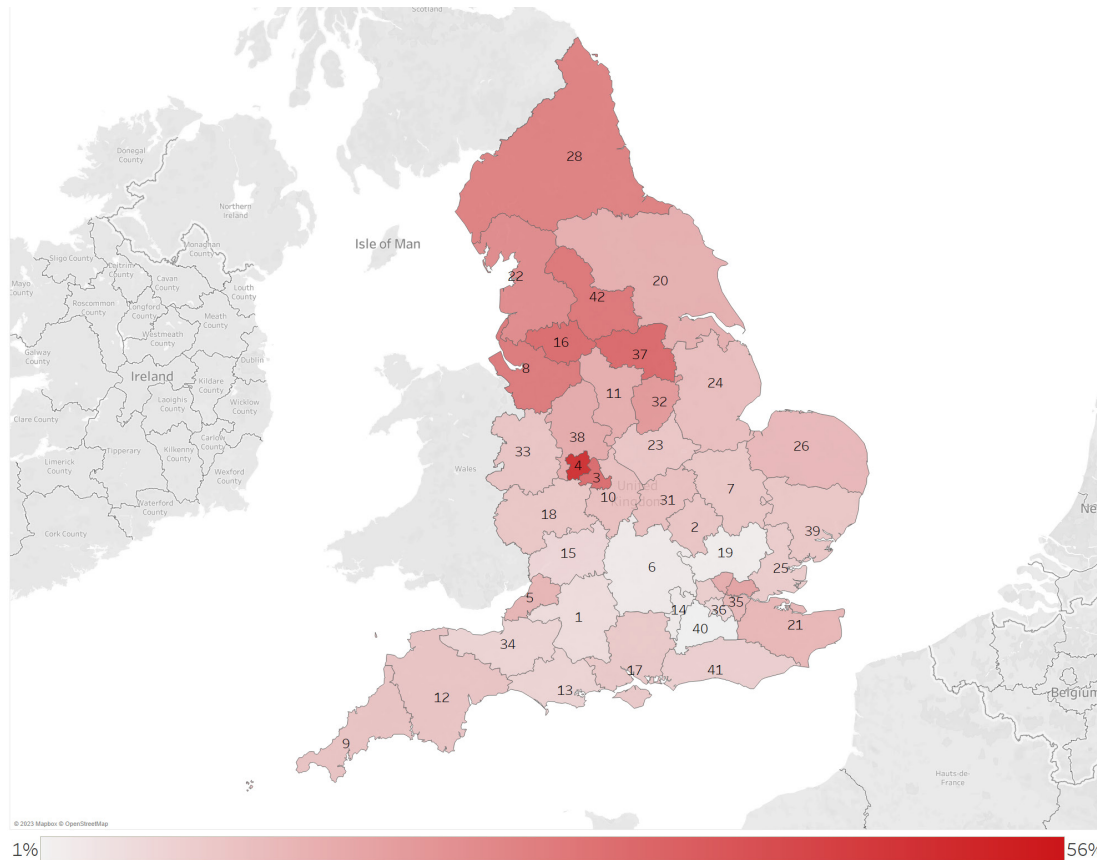 Scotland
28
Donegal
County
Northern
Ireland
Isle of Man
Monaghan
County
Sligo County
Leitrim
County
Cavan
County
Louth
County
Mayo
County
Roscommon
County
Longford
County
Meath
County
Westmeath
County
Galway
County
Dublin
Ireland
Kildare
County
Laoighis
County
Wicklow
County
Clare County
Carlow
County
Tipperary
Kilkenny
County
Limerick
County
Wexford
County
Waterford
County
Cork County
Wales
22
20
42
16
37
8
24
11
32
38
23
26
33
4
3
United
Kingdom
7
10
31
18
2
39
15
19
6
25
5
14
36
35
1
40
21
34
17
41
13
12
9
Ne
Belgium
Hauts-de-
France
© 2023 Mapbox © OpenStreetMap
1%
56%